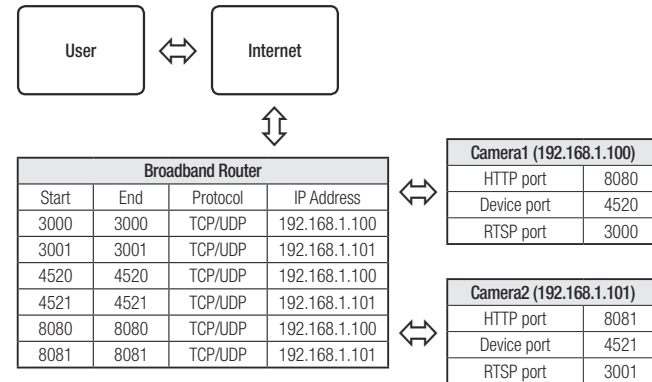 User
Internet
Broadband Router
Start End Protocol IP Address
3000 3000 TCP/UDP 192.168.1.100
3001 3001 TCP/UDP 192.168.1.101
4520 4520 TCP/UDP 192.168.1.100
4521 4521 TCP/UDP 192.168.1.101
8080 8080 TCP/UDP 192.168.1.100
8081 8081 TCP/UDP 192.168.1.101
Camera1 (192.168.1.100)
HTTP port 8080
Device port 4520
RTSP port 3000
Camera2 (192.168.1.101)
HTTP port 8081
Device port 4521
RTSP port 3001